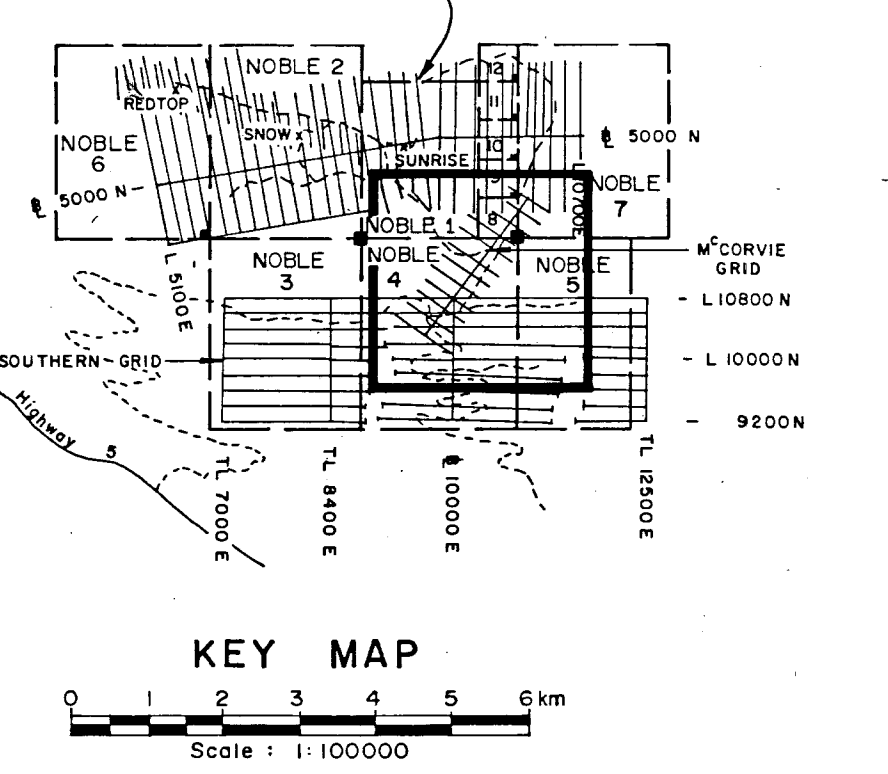 NOBLE 2
12
REDTOP
11
SNOW x
NOBLE
6
10
℄ 5000 N
SUNRISE
9
NOBLE
7
℄ 5000 N
L 10700E
8
NOBLE 1
NOBLE
3
NOBLE
4
NOBLE
5
McCORVIE
GRID
L 5100E
L 10800 N
SOUTHERN GRID
L 10000 N
9200N
Highway 5
TL 7000 E
TL 8400 E
℄ 10000 E
TL 12500E
KEY MAP
0 1 2 3 4 5 6 km
Scale : 1:100000